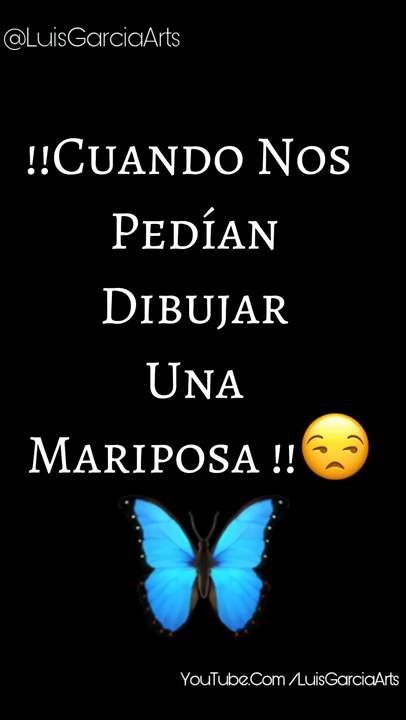 @LuisGarciaArts
!!Cuando Nos
Pedían
Dibujar
Una
Mariposa !!
YouTube.Com /LuisGarciaArts